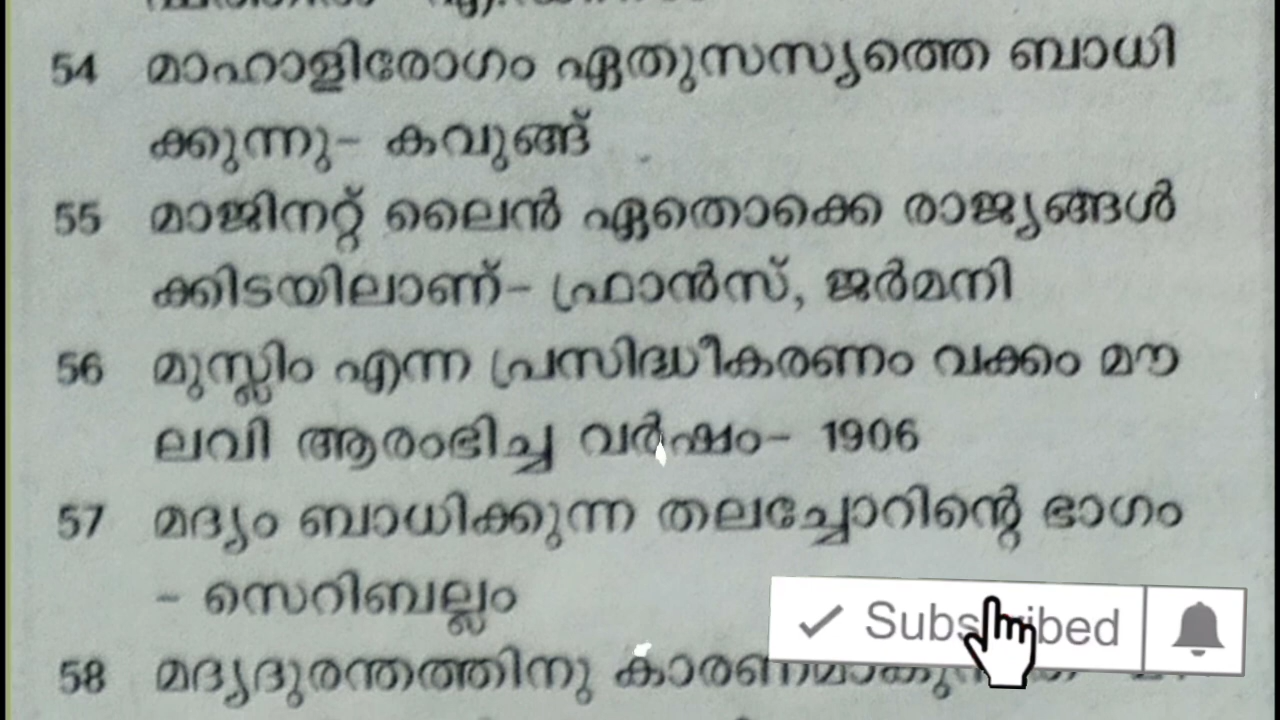 54 മാഹാളിരോഗം ഏതുസസ്യത്തെ ബാധി
ക്കുന്നു- കവുങ്ങ്
55 മാജിനറ്റ് ലൈൻ ഏതൊക്കെ രാജ്യങ്ങൾ
ക്കിടയിലാണ്- ഫ്രാൻസ്, ജർമനി
56 മുസ്ലിം എന്ന പ്രസിദ്ധീകരണം വക്കം മൗ
ലവി ആരംഭിച്ച വർഷം- 1906
57 മദ്യം ബാധിക്കുന്ന തലച്ചോറിന്റെ ഭാഗം
- സെറിബല്ലം
Subscribed
58 മദ്യദുരന്തത്തിനു